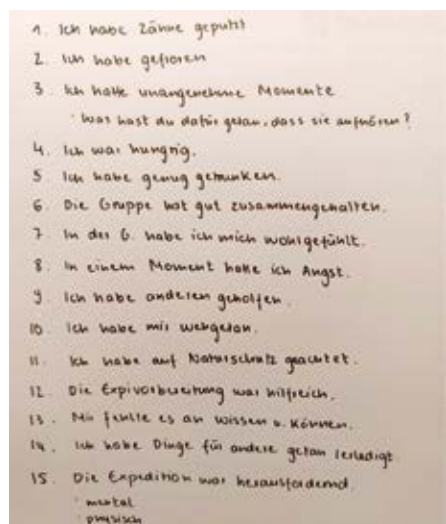 1. Ich habe Zähne geputzt
2. Ich habe gefroren
3 Ich hatte unangenehme Momente
· Was hast du dafür getan, dass sie aufhören?
4. Ich war hungrig.
5 Ich habe genug getrunken.
6. Die Gruppe hat gut zusammengehalten.
7. In der G. habe ich mich wohlgefühlt.
8. In einem Moment hatte ich Angst.
9. Ich habe anderen geholfen.
10. Ich habe mir wehgetan.
11. Ich habe auf Naturschutz geachtet.
12. Die Expivorbereitung war hilfreich.
13. Mir fehlte es an wissen u. können.
14. Ich habe Dinge für andere getan /erledigt
15. Die Expedition war herausfordernd.
· mental
· physisch